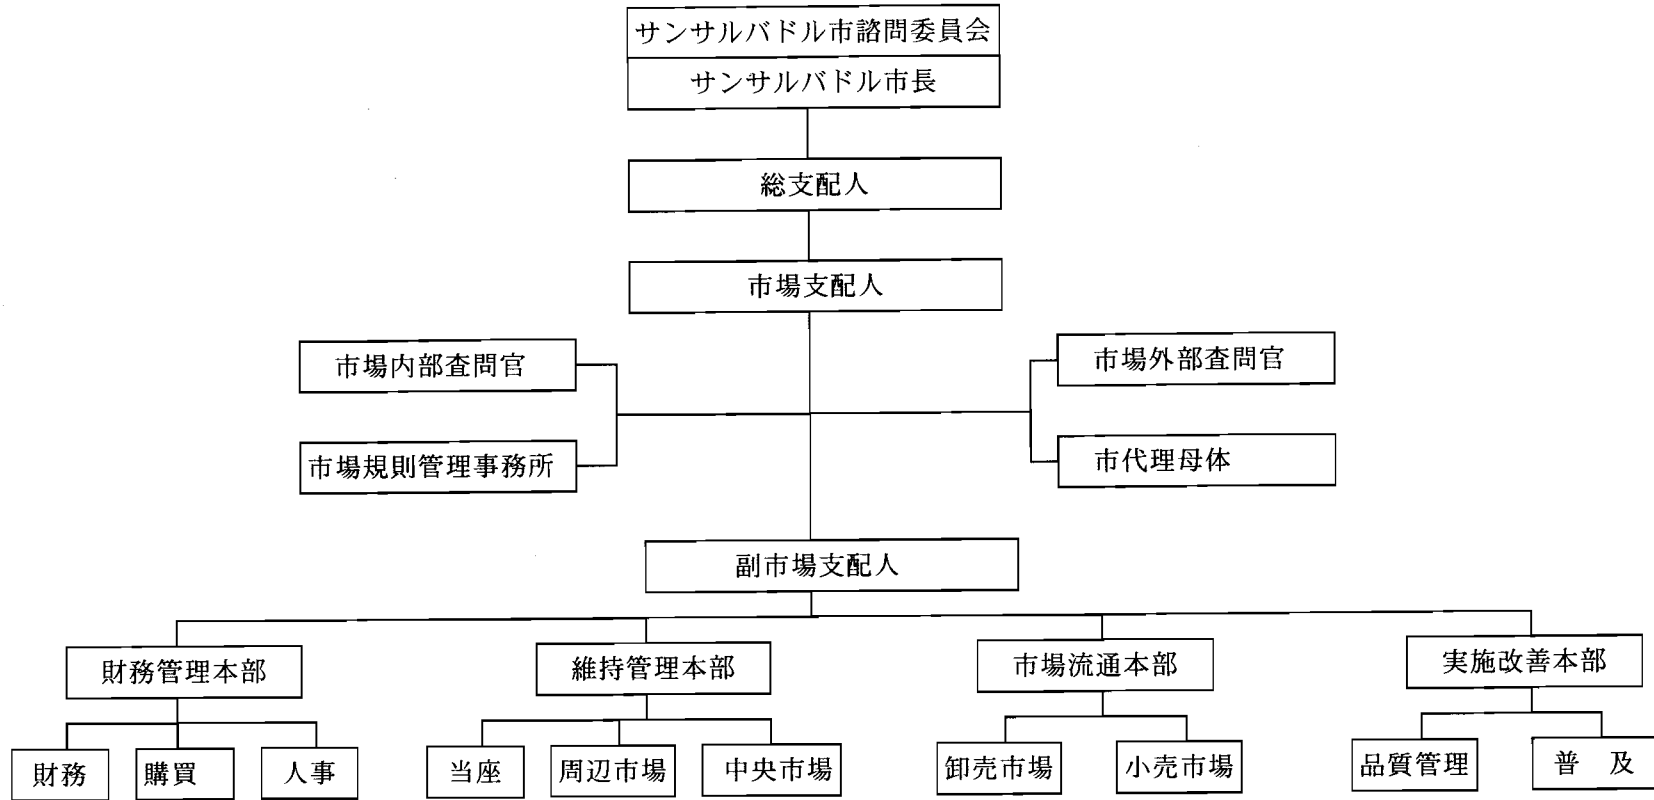 サンサルバドル市諮問委員会
サンサルバドル市長
総支配人
市場支配人
市場内部査問官
市場外部査問官
市場規則管理事務所
市代理母体
副市場支配人
財務管理本部
維持管理本部
市場流通本部
実施改善本部
財務
購買
人事
当座
周辺市場
中央市場
卸売市場
小売市場
品質管理
普 及